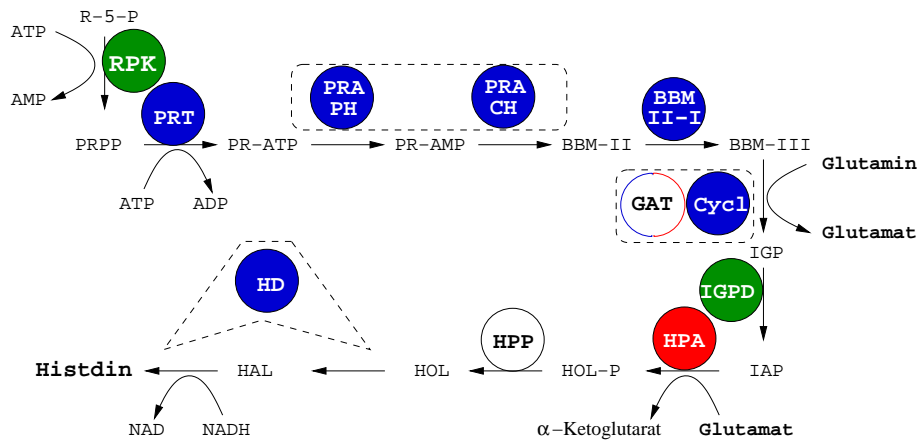 R-5-P
ATP
RPK
AMP
PRT
PRA
PH
PRA
CH
BBM
II-I
PRPP
PR-ATP
PR-AMP
BBM-II
BBM-III
Glutamin
ATP
ADP
GAT
Cycl
Glutamat
IGP
HD
IGPD
HPP
HPA
Histdin
HAL
HOL
HOL-P
IAP
NAD
NADH
α-Ketoglutarat
Glutamat